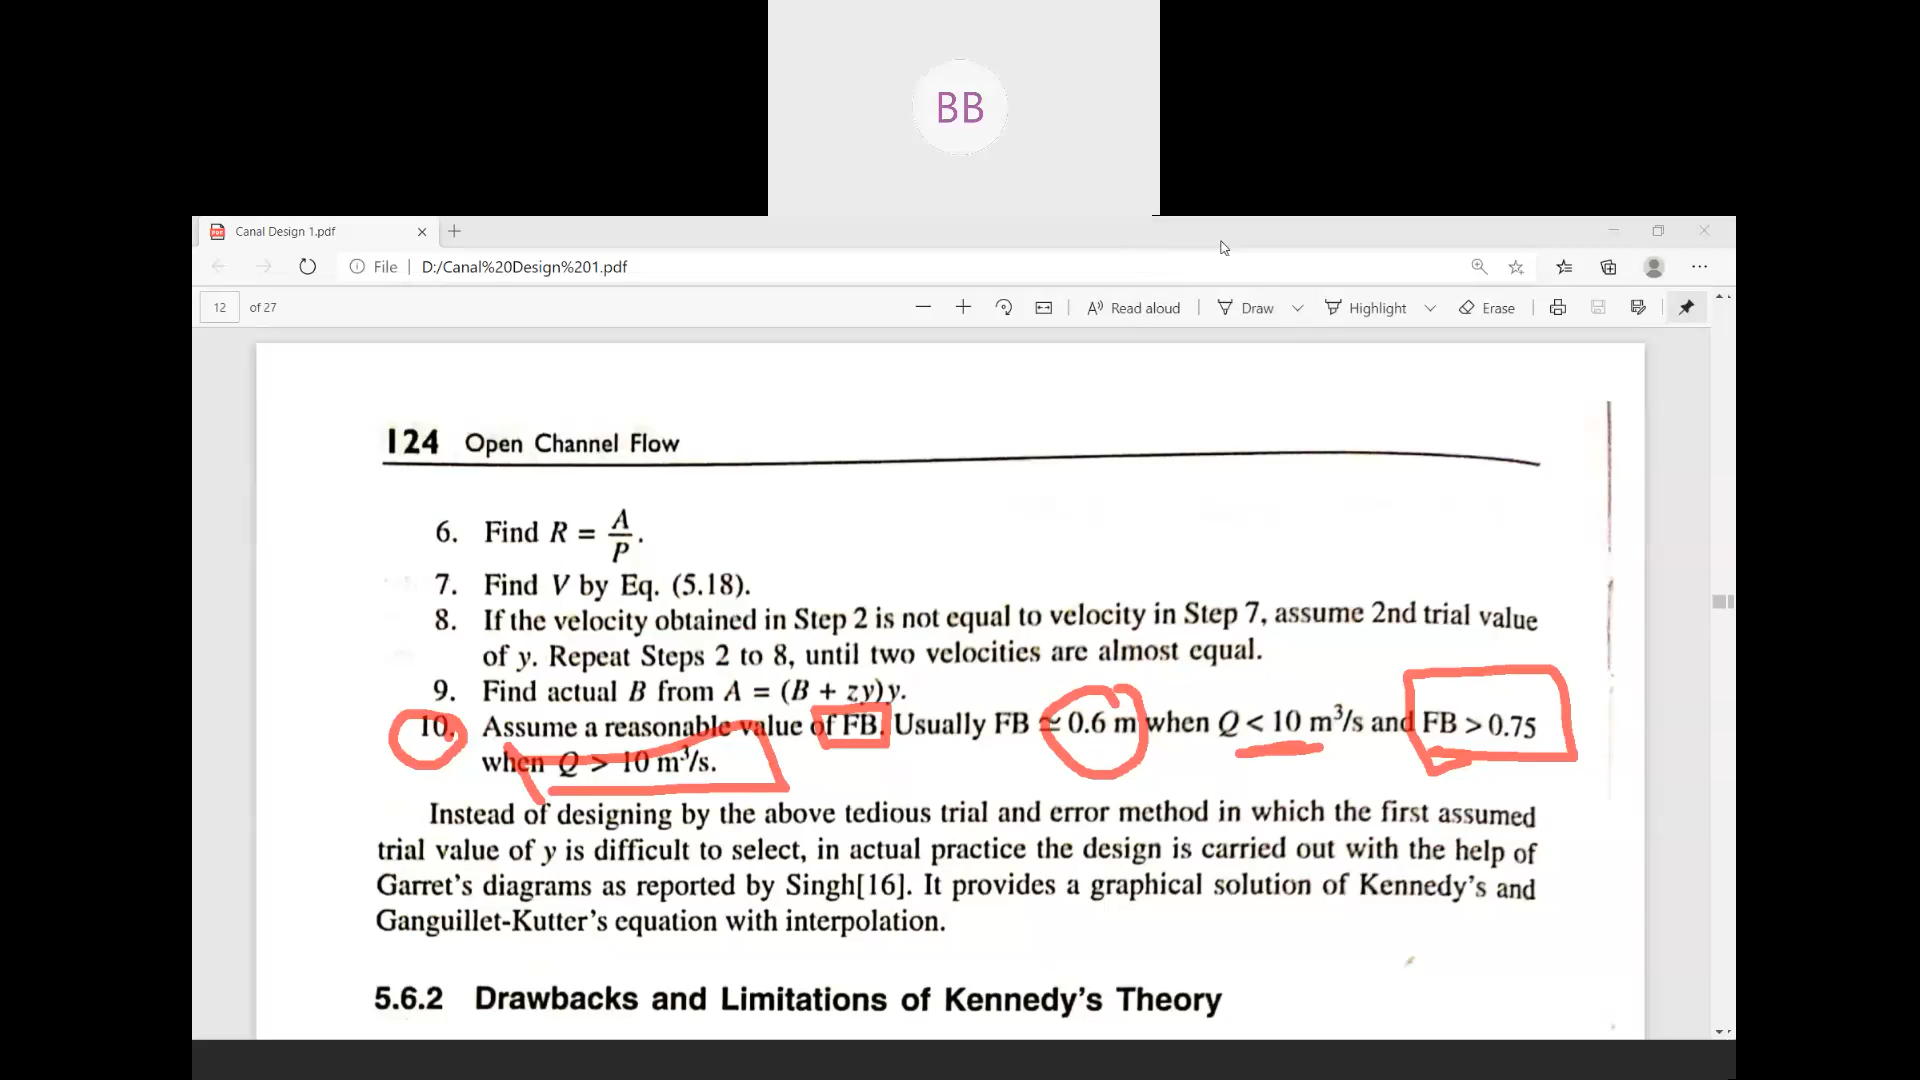 BB
Canal Design 1.pdf
File | D:/Canal%20Design%201.pdf
12 of 27
Read aloud
Draw
Highlight
Erase
124 Open Channel Flow
6. Find R = A/P.
7. Find V by Eq. (5.18).
8. If the velocity obtained in Step 2 is not equal to velocity in Step 7, assume 2nd trial value
of y. Repeat Steps 2 to 8, until two velocities are almost equal.
9. Find actual B from A = (B + zy)y.
10. Assume a reasonable value of FB. Usually FB ≃ 0.6 m when Q < 10 m³/s and FB > 0.75
when Q > 10 m³/s.
Instead of designing by the above tedious trial and error method in which the first assumed
trial value of y is difficult to select, in actual practice the design is carried out with the help of
Garret's diagrams as reported by Singh[16]. It provides a graphical solution of Kennedy's and
Ganguillet-Kutter's equation with interpolation.
5.6.2 Drawbacks and Limitations of Kennedy's Theory